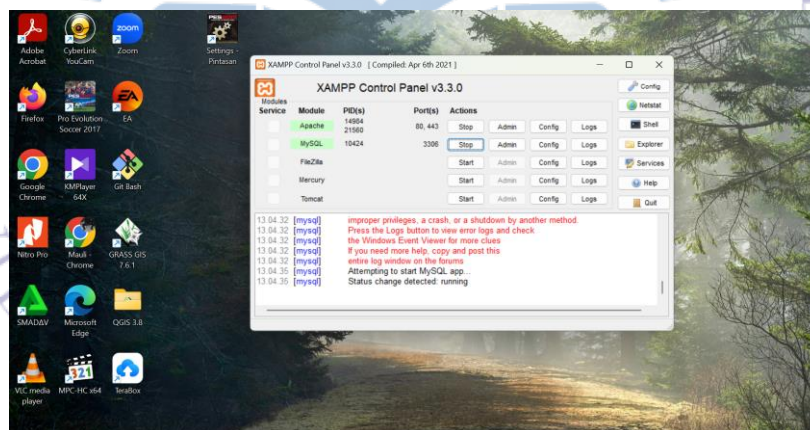 Adobe
Acrobat
CyberLink
YouCam
Zoom
zoom
PES
Settings -
Pintasan
Firefox
Pro Evolution
Soccer 2017
EA
EA
Google
Chrome
KMPlayer
64X
Git Bash
Nitro Pro
Mauli -
Chrome
GRASS GIS
7.6.1
SMADAV
Microsoft
Edge
QGIS 3.8
VLC media
player
321
MPC-HC x64
TeraBox
XAMPP Control Panel v3.3.0 [ Compiled: Apr 6th 2021 ]
XAMPP Control Panel v3.3.0
Modules
Service Module PID(s) Port(s) Actions
Apache 14984 21560 80, 443 Stop Admin Config Logs
MySQL 10424 3306 Stop Admin Config Logs
FileZilla Start Admin Config Logs
Mercury Start Admin Config Logs
Tomcat Start Admin Config Logs
Config
Netstat
Shell
Explorer
Services
Help
Quit
13.04.32 [mysql] improper privileges, a crash, or a shutdown by another method
13.04.32 [mysql] Press the Logs button to view error logs and check
13.04.32 [mysql] the Windows Event Viewer for more clues
13.04.32 [mysql] If you need more help, copy and post this
13.04.32 [mysql] entire log window on the forums
13.04.35 [mysql] Attempting to start MySQL app...
13.04.35 [mysql] Status change detected: running